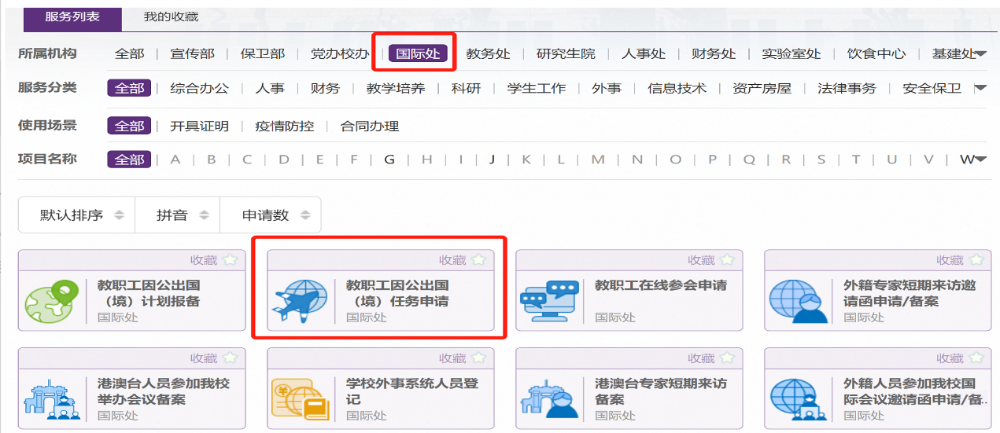 服务列表 我的收藏
所属机构 全部 | 宣传部 | 保卫部 | 党办校办 | 国际处 | 教务处 | 研究生院 | 人事处 | 财务处 | 实验室处 | 饮食中心 | 基建处
服务分类 全部 | 综合办公 | 人事 | 财务 | 教学培养 | 科研 | 学生工作 | 外事 | 信息技术 | 资产房屋 | 法律事务 | 安全保卫 |
使用场景 全部 | 开具证明 | 疫情防控 | 合同办理
项目名称 全部 | A | B | C | D | E | F | G | H | I | J | K | L | M | N | O | P | Q | R | S | T | U | V | W
默认排序 拼音 申请数
收藏
教职工因公出国
（境）计划报备
国际处
收藏
教职工因公出国
（境）任务申请
国际处
收藏
教职工在线参会申请
国际处
收藏
外籍专家短期来访邀
请函申请/备案
国际处
收藏
港澳台人员参加我校
举办会议备案
国际处
收藏
学校外事系统人员登
记
国际处
收藏
港澳台专家短期来访
备案
国际处
收藏
外籍人员参加我校国
际会议邀请函申请/备..
国际处